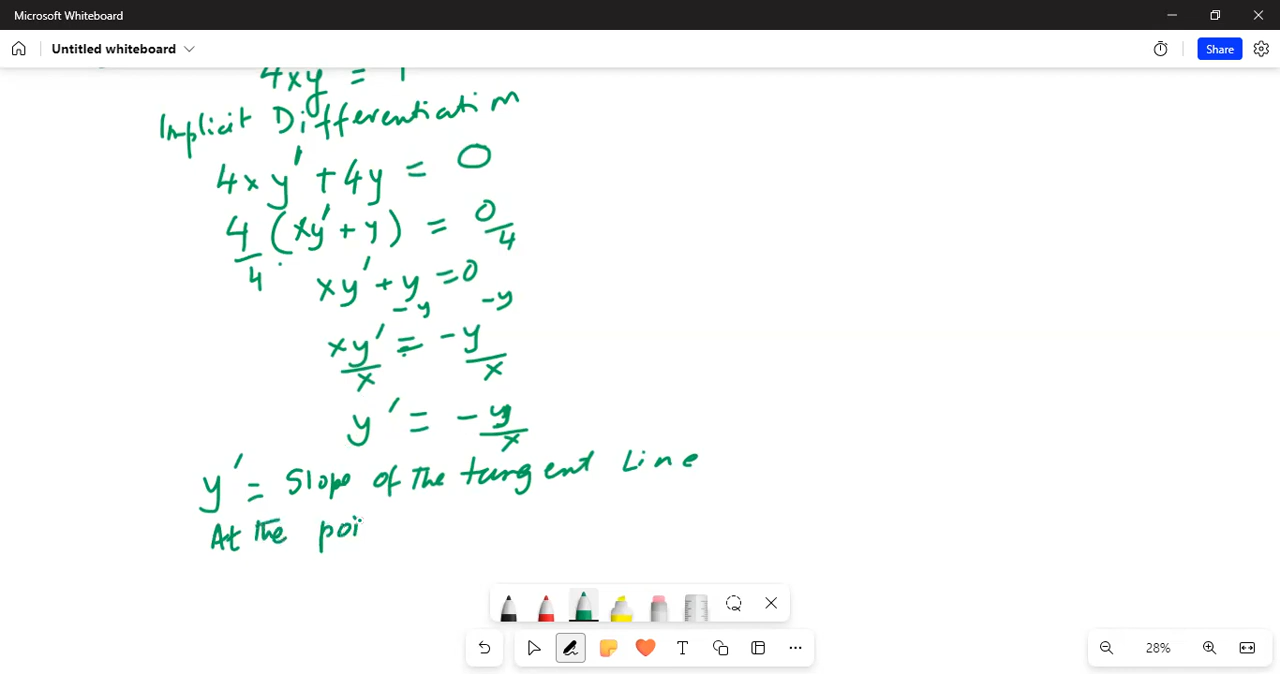 Microsoft Whiteboard
Untitled whiteboard
Share
4xy =
Implicit Differentiation
4xy' + 4y = 0
4/4 (xy' + y) = 0/4
xy' + y = 0
-y -y
xy'/x = -y/x
y' = -y/x
y' = Slope of the tangent Line
At the poi
28%